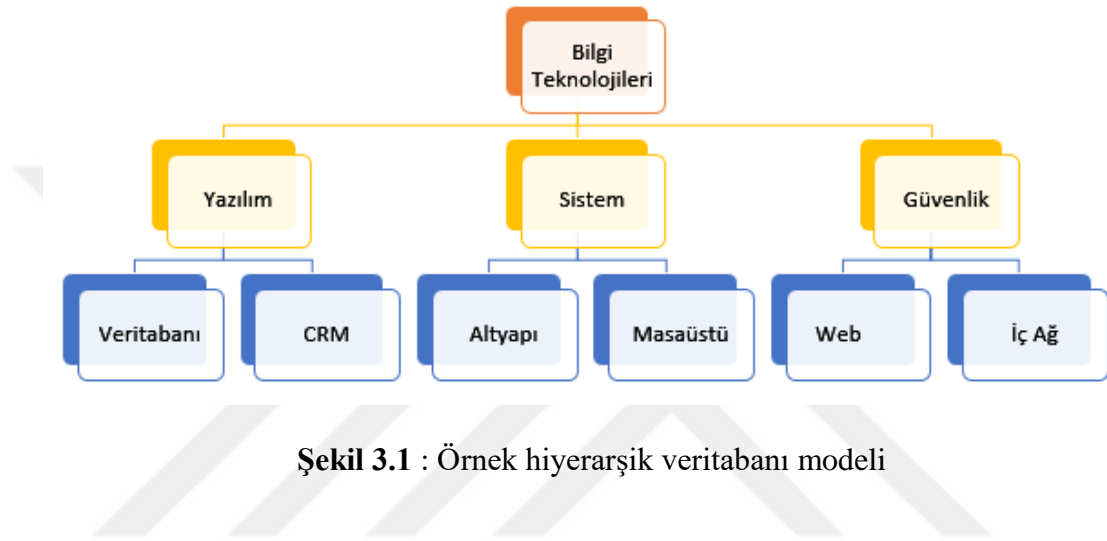 Bilgi
Teknolojileri
Yazılım
Sistem
Güvenlik
Veritabanı
CRM
Altyapı
Masaüstü
Web
İç Ağ
Şekil 3.1 : Örnek hiyerarşik veritabanı modeli